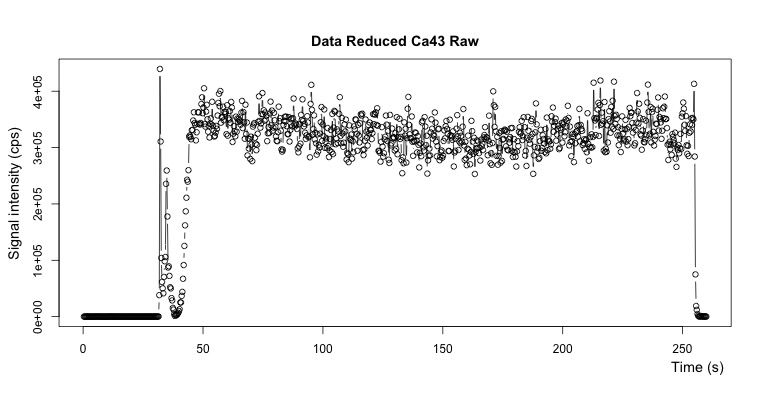 Data Reduced Ca43 Raw
Signal intensity (cps)
4e+05
3e+05
2e+05
1e+05
0e+00
0 50 100 150 200 250
Time (s)